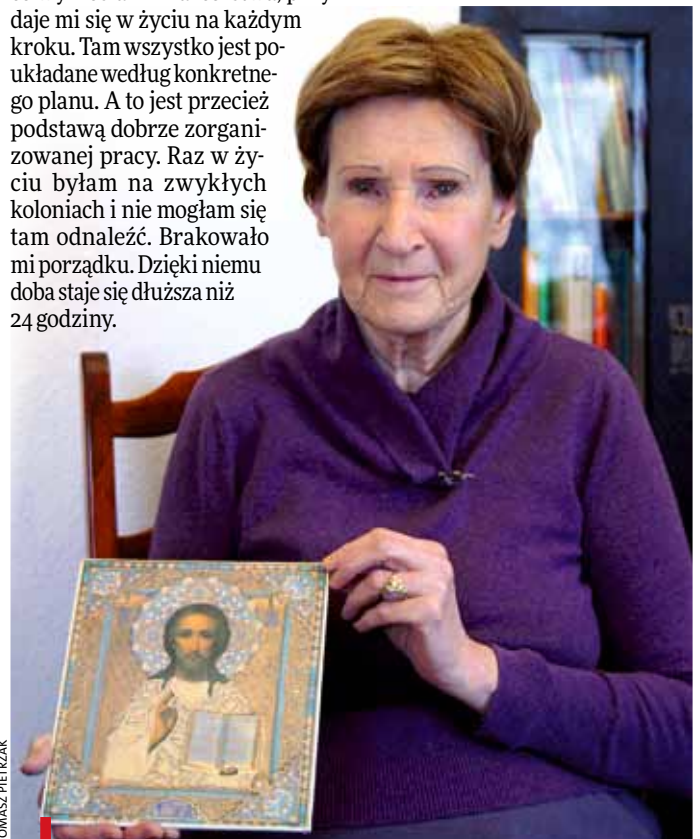 daje mi się w życiu na każdym
kroku. Tam wszystko jest po-
układane według konkretne-
go planu. A to jest przecież
podstawą dobrze zorgani-
zowanej pracy. Raz w ży-
ciu byłam na zwykłych
koloniach i nie mogłam się
tam odnaleźć. Brakowało
mi porządku. Dzięki niemu
doba staje się dłuższa niż
24 godziny.
PIETRZAK